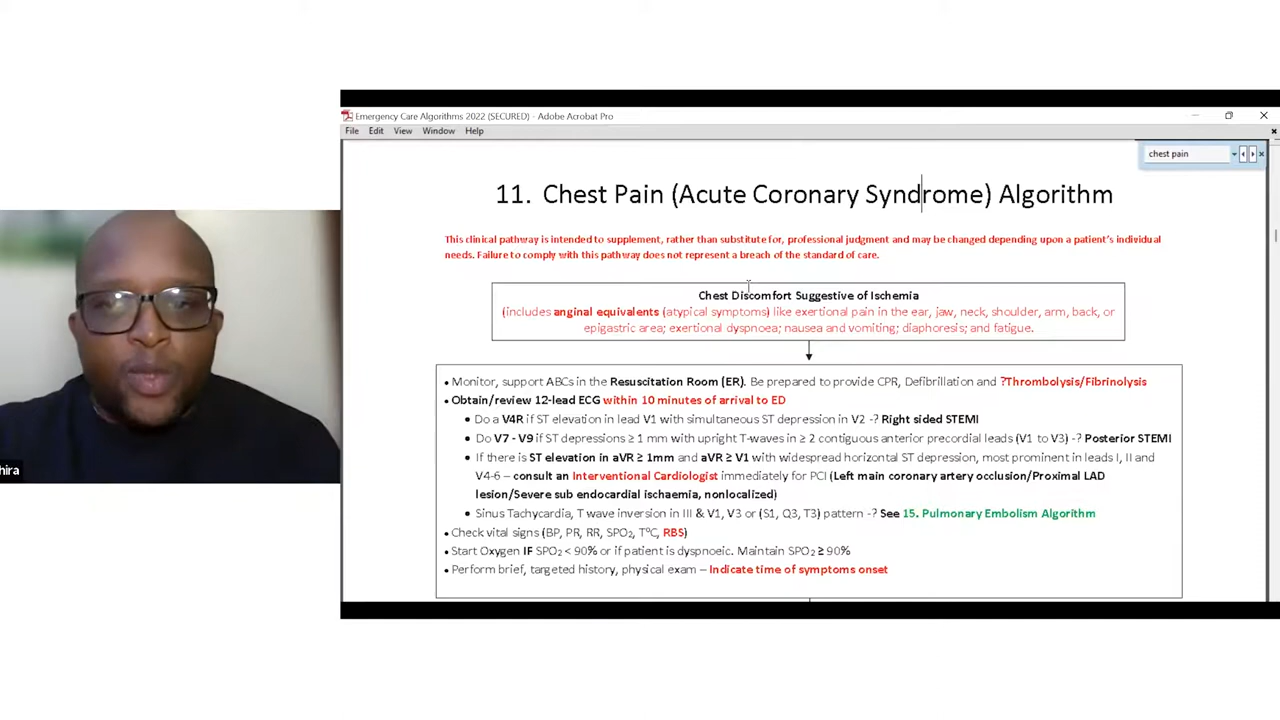 Emergency Care Algorithms 2022 (SECURED) - Adobe Acrobat Pro
File Edit View Window Help
chest pain
11. Chest Pain (Acute Coronary Syndrome) Algorithm
This clinical pathway is intended to supplement, rather than substitute for, professional judgment and may be changed depending upon a patient's individual
needs. Failure to comply with this pathway does not represent a breach of the standard of care.
Chest Discomfort Suggestive of Ischemia
(includes anginal equivalents (atypical symptoms) like exertional pain in the ear, jaw, neck, shoulder, arm, back, or
epigastric area; exertional dyspnoea; nausea and vomiting; diaphoresis; and fatigue.
• Monitor, support ABCs in the Resuscitation Room (ER). Be prepared to provide CPR, Defibrillation and ?Thrombolysis/Fibrinolysis
• Obtain/review 12-lead ECG within 10 minutes of arrival to ED
• Do a V4R if ST elevation in lead V1 with simultaneous ST depression in V2 -? Right sided STEMI
• Do V7 - V9 if ST depressions ≥ 1 mm with upright T-waves in ≥ 2 contiguous anterior precordial leads (V1 to V3) -? Posterior STEMI
• If there is ST elevation in aVR ≥ 1mm and aVR ≥ V1 with widespread horizontal ST depression, most prominent in leads I, II and
V4-6 – consult an Interventional Cardiologist immediately for PCI (Left main coronary artery occlusion/Proximal LAD
lesion/Severe sub endocardial ischaemia, nonlocalized)
• Sinus Tachycardia, T wave inversion in III & V1, V3 or (S1, Q3, T3) pattern -? See 15. Pulmonary Embolism Algorithm
• Check vital signs (BP, PR, RR, SPO₂, T⁰C, RBS)
• Start Oxygen IF SPO₂ < 90% or if patient is dyspnoeic. Maintain SPO₂ ≥ 90%
• Perform brief, targeted history, physical exam – Indicate time of symptoms onset
hira